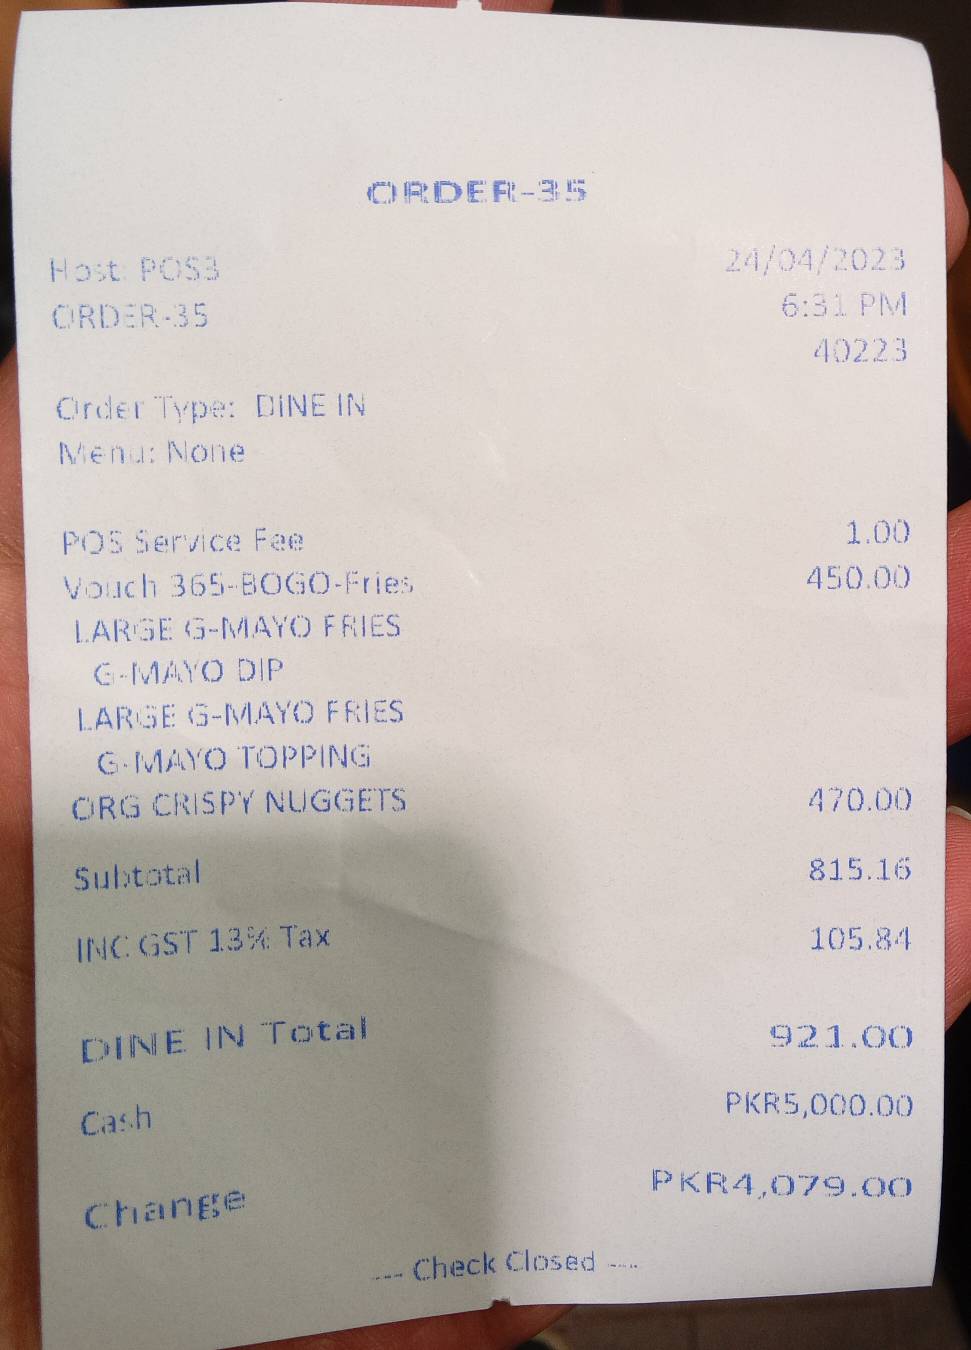 ORDER-35
Host: POS3 24/04/2023
ORDER-35 6:31 PM
40223
Order Type: DINE IN
Menu: None
POS Service Fee 1.00
Vouch 365-BOGO-Fries 450.00
LARGE G-MAYO FRIES
G-MAYO DIP
LARGE G-MAYO FRIES
G-MAYO TOPPING
ORG CRISPY NUGGETS 470.00
Subtotal 815.16
INC GST 13% Tax 105.84
DINE IN Total 921.00
Cash PKR5,000.00
Change PKR4,079.00
--- Check Closed ---